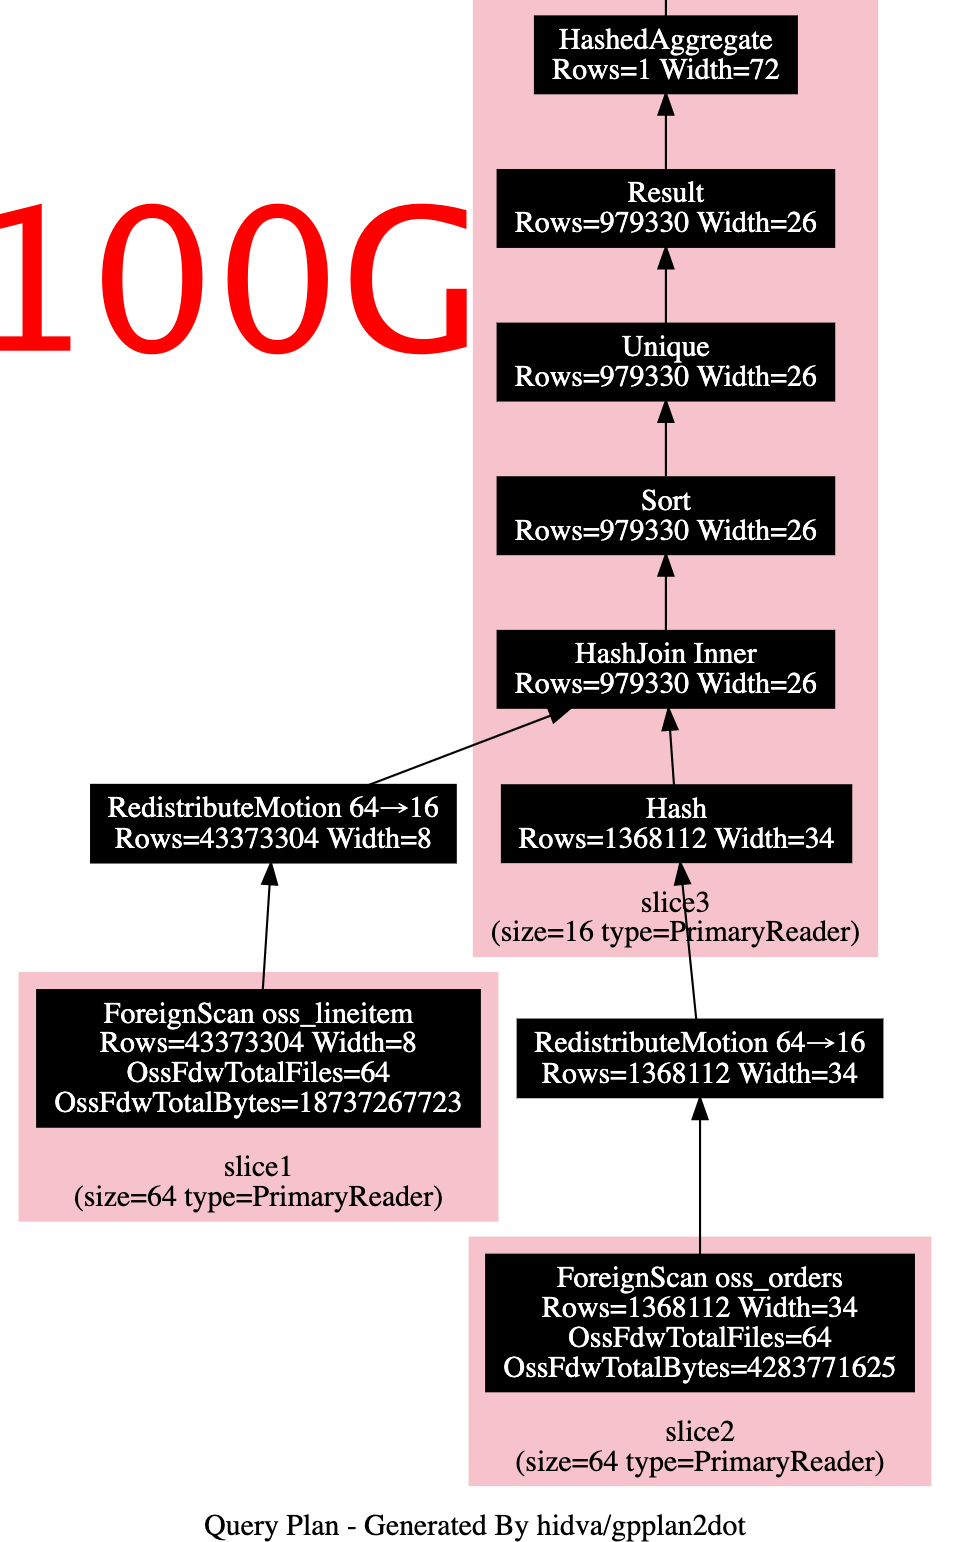 HashedAggregate
Rows=1 Width=72
100G
Result
Rows=979330 Width=26
Unique
Rows=979330 Width=26
Sort
Rows=979330 Width=26
HashJoin Inner
Rows=979330 Width=26
RedistributeMotion 64→16
Rows=43373304 Width=8
Hash
Rows=1368112 Width=34
slice3
(size=16 type=PrimaryReader)
ForeignScan oss_lineitem
Rows=43373304 Width=8
OssFdwTotalFiles=64
OssFdwTotalBytes=18737267723
slice1
(size=64 type=PrimaryReader)
RedistributeMotion 64→16
Rows=1368112 Width=34
ForeignScan oss_orders
Rows=1368112 Width=34
OssFdwTotalFiles=64
OssFdwTotalBytes=4283771625
slice2
(size=64 type=PrimaryReader)
Query Plan - Generated By hidva/gpplan2dot